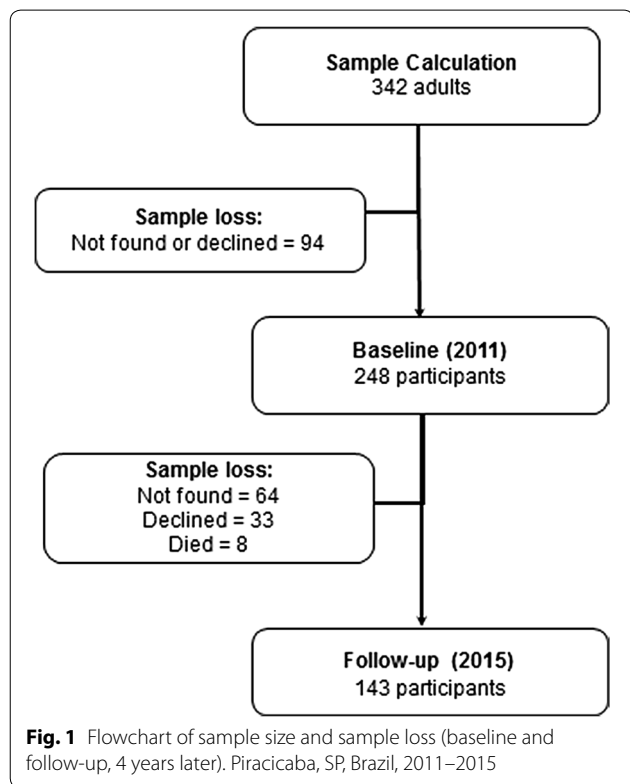 Sample Calculation
342 adults
Sample loss:
Not found or declined = 94
Baseline (2011)
248 participants
Sample loss:
Not found = 64
Declined = 33
Died = 8
Follow-up (2015)
143 participants
Fig. 1 Flowchart of sample size and sample loss (baseline and
follow-up, 4 years later). Piracicaba, SP, Brazil, 2011–2015